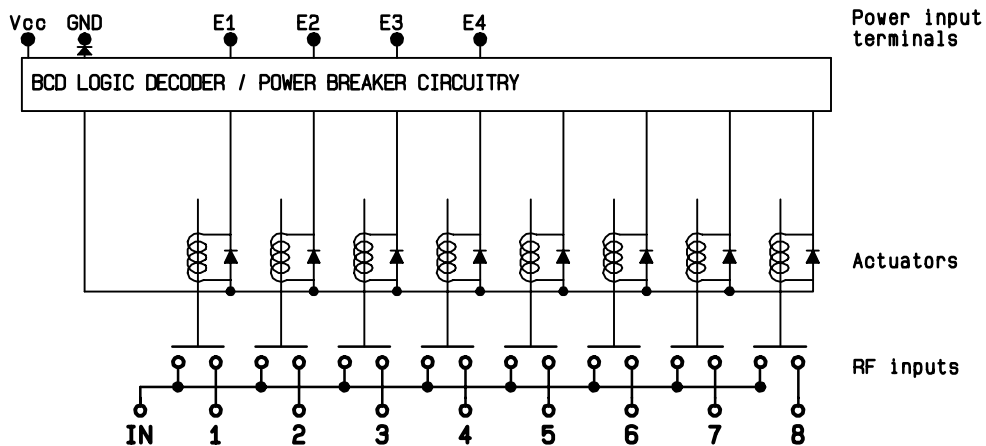 Vcc GND E1 E2 E3 E4
Power input
terminals
BCD LOGIC DECODER / POWER BREAKER CIRCUITRY
Actuators
RF inputs
IN 1 2 3 4 5 6 7 8